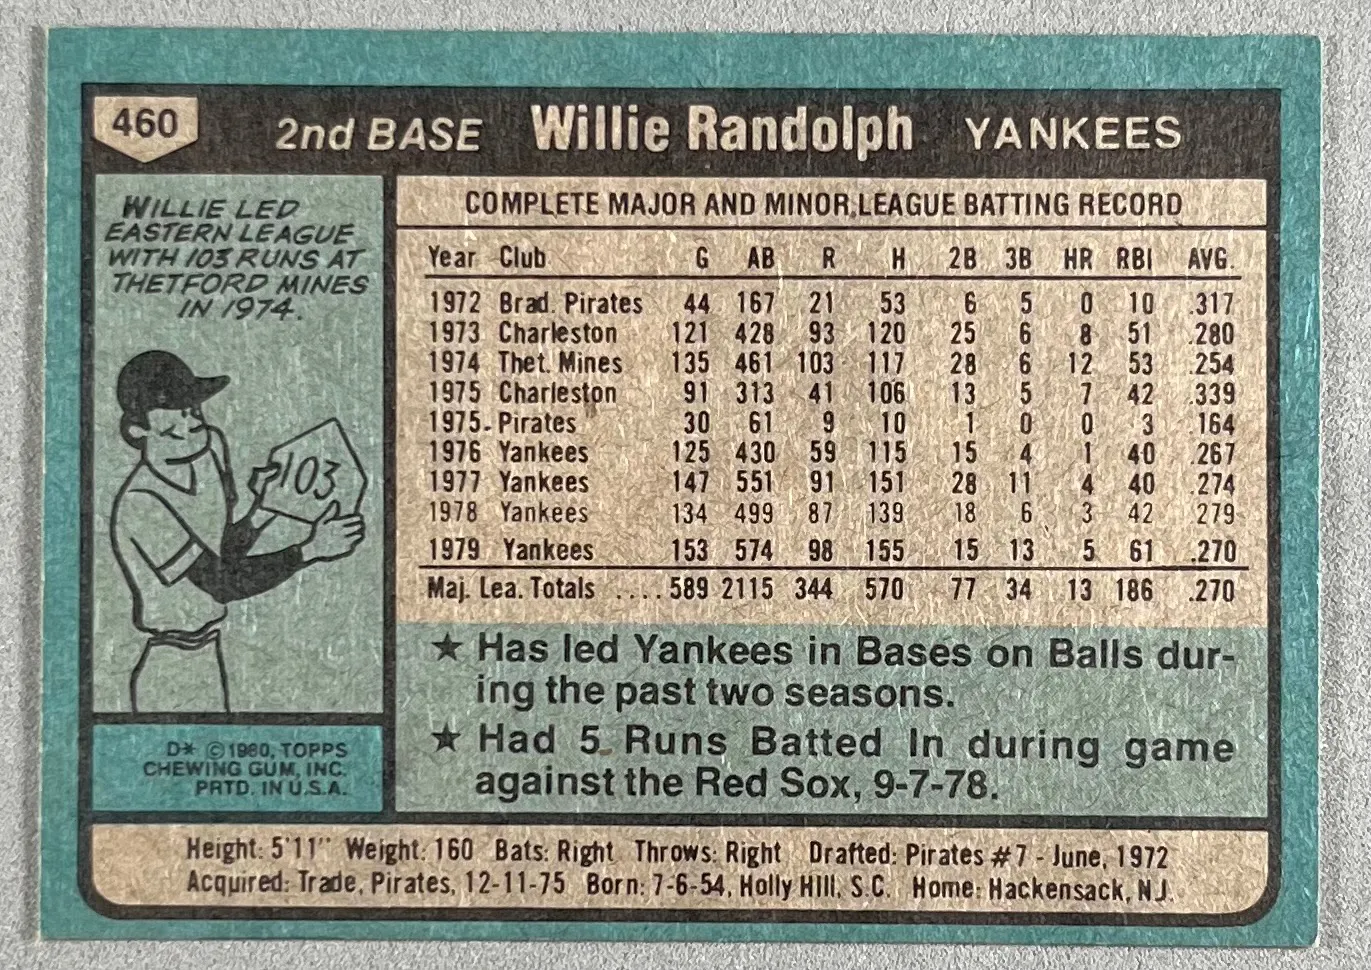 460 2nd BASE Willie Randolph YANKEES
WILLIE LED
EASTERN LEAGUE
WITH 103 RUNS AT
THETFORD MINES
IN 1974.
103
D* © 1980, TOPPS
CHEWING GUM, INC.
PRTD. IN U.S.A.
COMPLETE MAJOR AND MINOR LEAGUE BATTING RECORD
Year Club G AB R H 2B 3B HR RBI AVG.
1972 Brad. Pirates 44 167 21 53 6 5 0 10 .317
1973 Charleston 121 428 93 120 25 6 8 51 .280
1974 Thet. Mines 135 461 103 117 28 6 12 53 .254
1975 Charleston 91 313 41 106 13 5 7 42 .339
1975 Pirates 30 61 9 10 1 0 0 3 .164
1976 Yankees 125 430 59 115 15 4 1 40 .267
1977 Yankees 147 551 91 151 28 11 4 40 .274
1978 Yankees 134 499 87 139 18 6 3 42 .279
1979 Yankees 153 574 98 155 15 13 5 61 .270
Maj. Lea. Totals .... 589 2115 344 570 77 34 13 186 .270
★ Has led Yankees in Bases on Balls dur-
ing the past two seasons.
★ Had 5 Runs Batted In during game
against the Red Sox, 9-7-78.
Height: 5'11" Weight: 160 Bats: Right Throws: Right Drafted: Pirates #7 - June, 1972
Acquired: Trade, Pirates, 12-11-75 Born: 7-6-54, Holly Hill, S.C. Home: Hackensack, N.J.